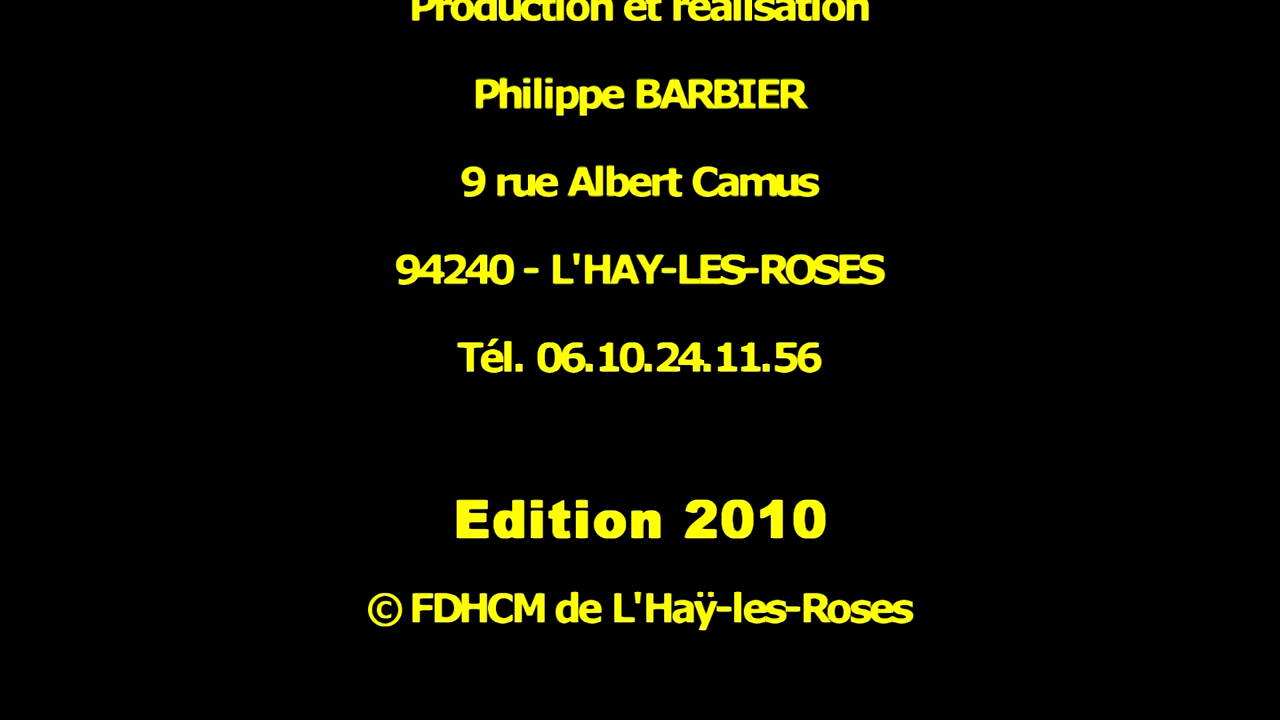 Production et réalisation
Philippe BARBIER
9 rue Albert Camus
94240 - L'HAY-LES-ROSES
Tél. 06.10.24.11.56
Edition 2010
© FDHCM de L'Haÿ-les-Roses